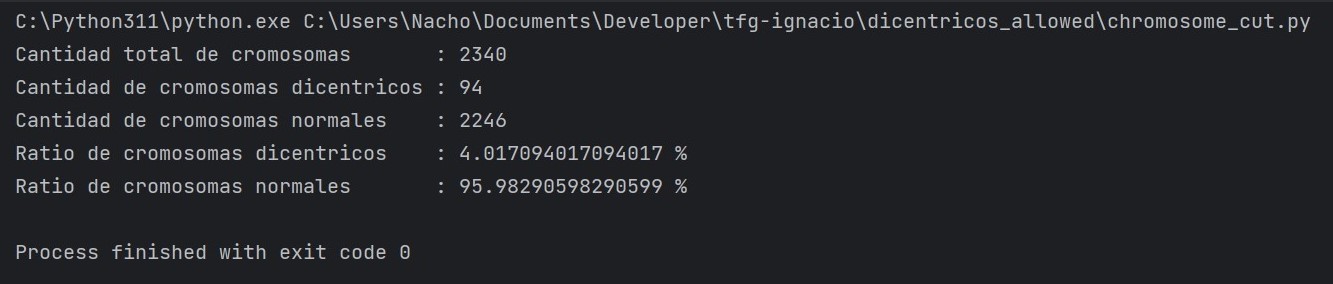 C:\Python311\python.exe C:\Users\Nacho\Documents\Developer\tfg-ignacio\dicentricos_allowed\chromosome_cut.py
Cantidad total de cromosomas       : 2340
Cantidad de cromosomas dicentricos : 94
Cantidad de cromosomas normales    : 2246
Ratio de cromosomas dicentricos    : 4.017094017094017 %
Ratio de cromosomas normales       : 95.98290598290599 %

Process finished with exit code 0